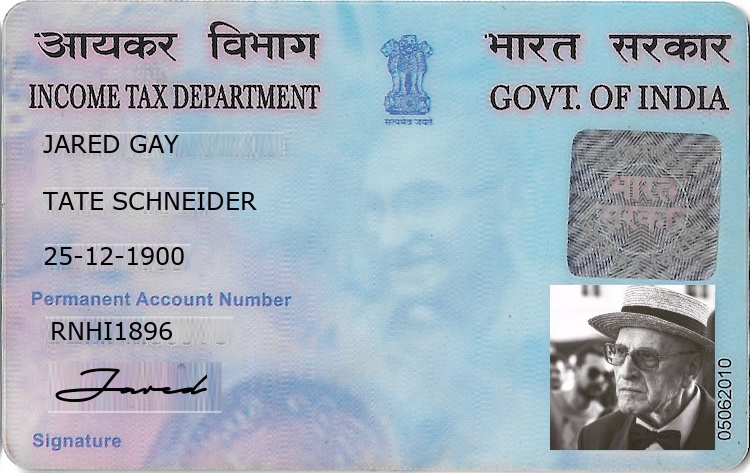 आयकर विभाग
भारत सरकार
INCOME TAX DEPARTMENT
GOVT. OF INDIA
सत्यमेव जयते
JARED GAY
TATE SCHNEIDER
25-12-1900
भारत
सरकार
Permanent Account Number
RNHI1896
Jared
Signature
05062010